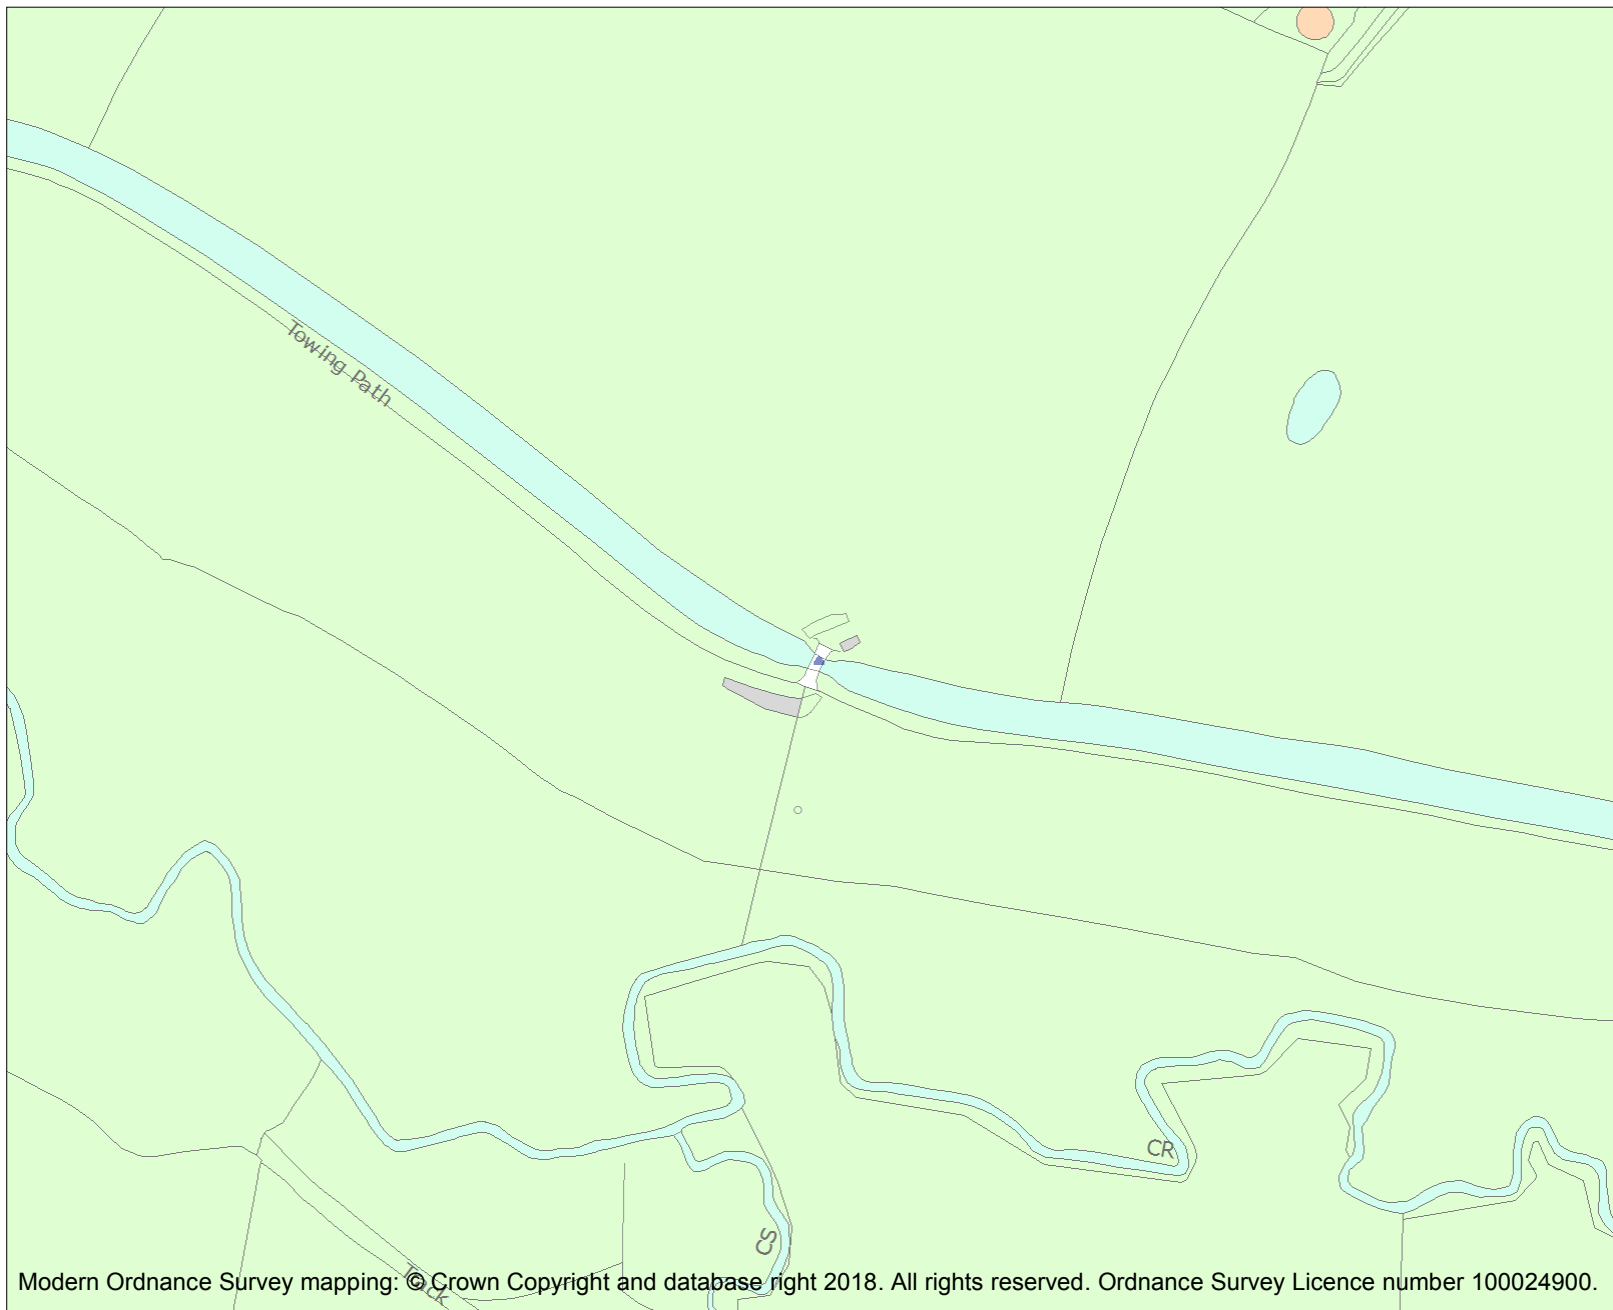 Towing Path
CR
CS
Track
Modern Ordnance Survey mapping: © Crown Copyright and database right 2018. All rights reserved. Ordnance Survey Licence number 100024900.